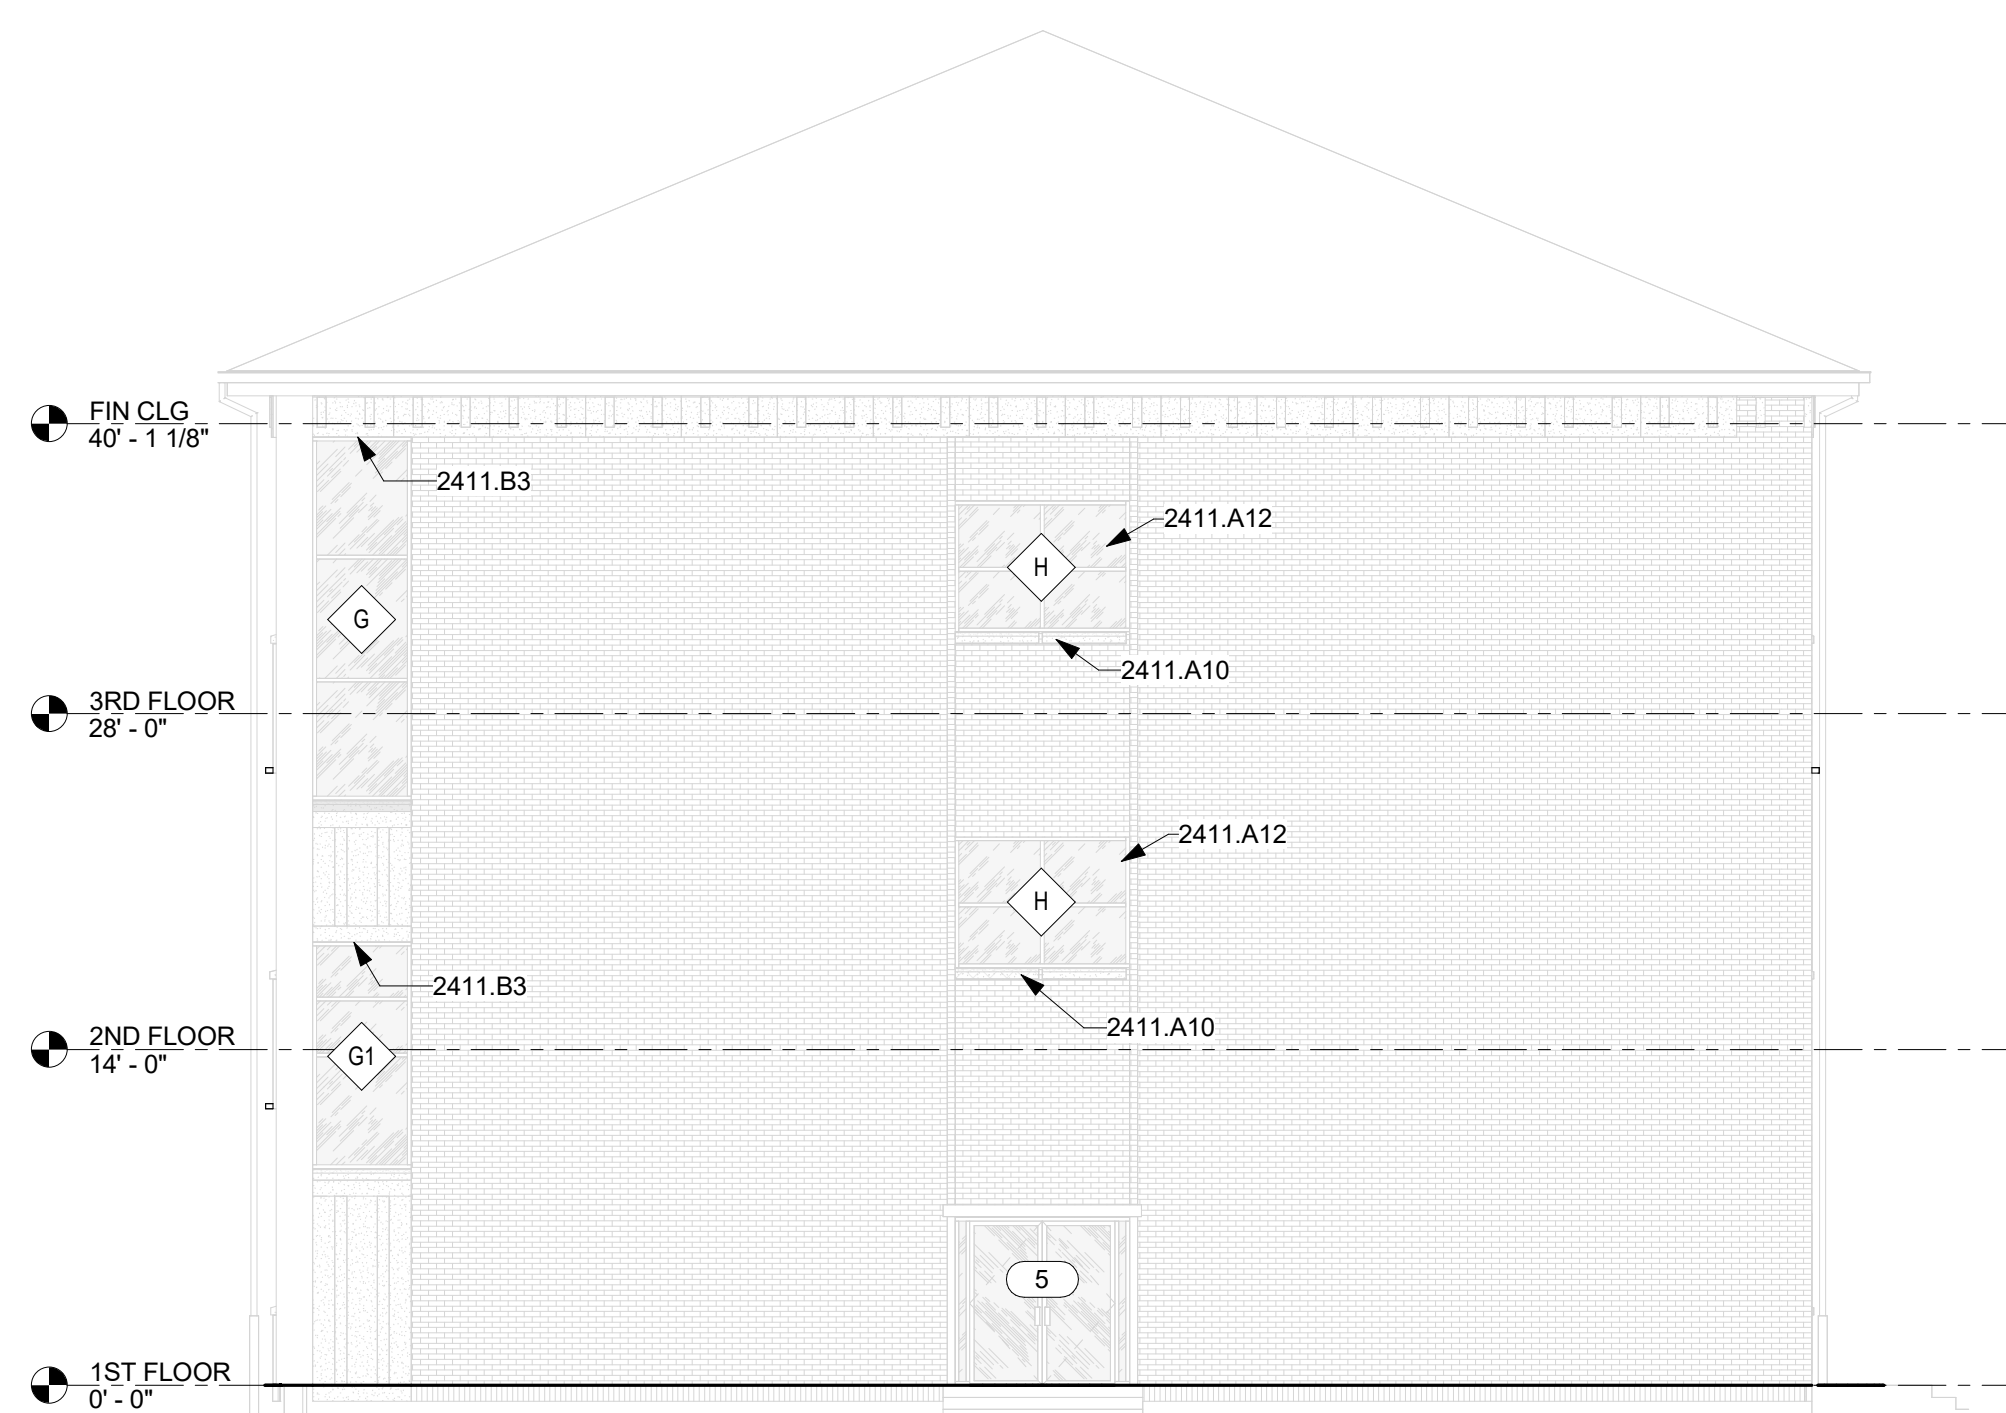 FIN CLG
40' - 1 1/8"
2411.B3
2411.A12
H
G
2411.A10
3RD FLOOR
28' - 0"
2411.A12
H
2411.B3
2411.A10
2ND FLOOR
14' - 0"
G1
5
1ST FLOOR
0' - 0"